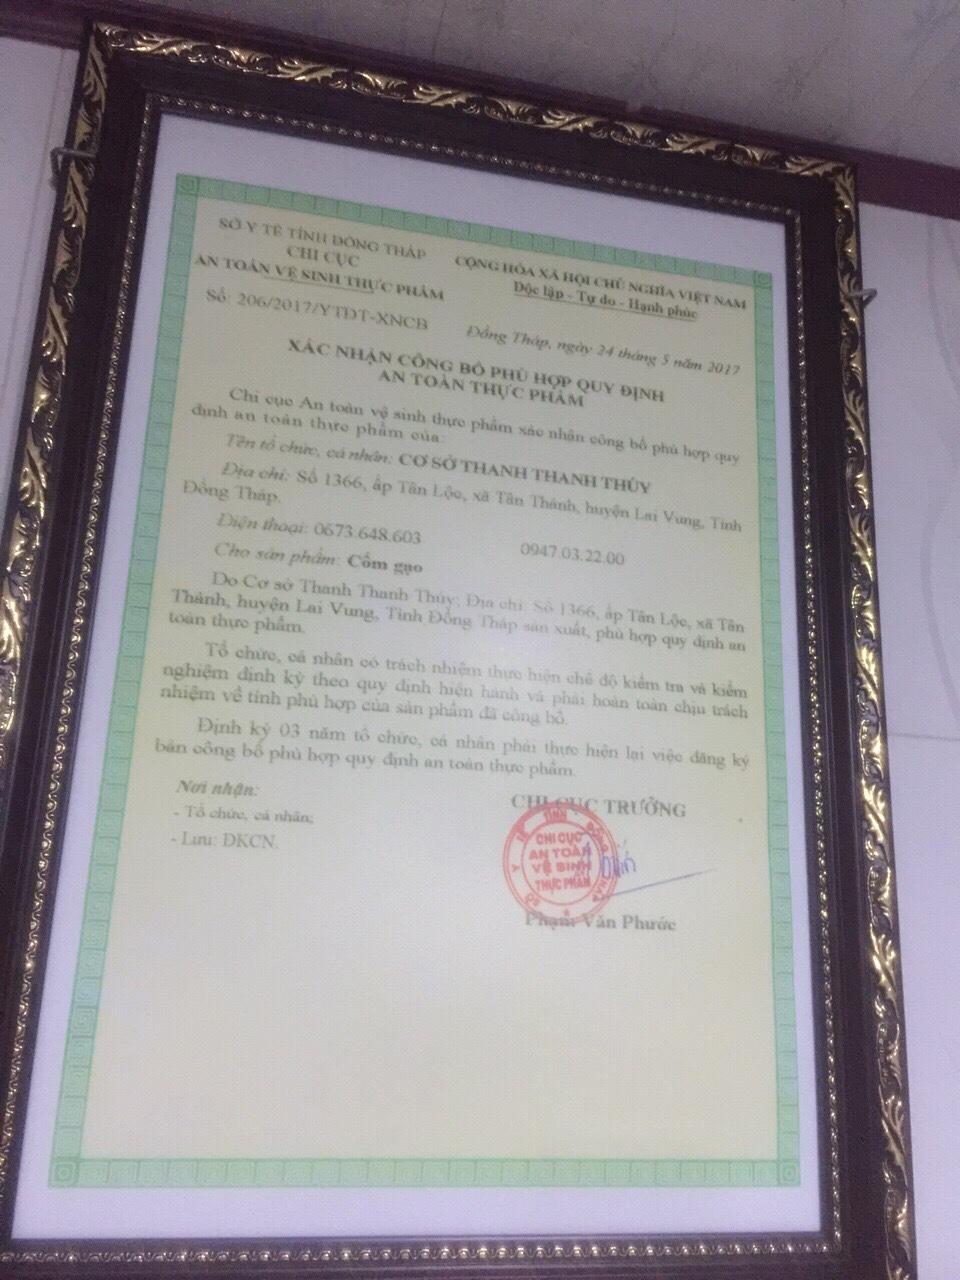 SỞ Y TẾ TỈNH ĐỒNG THÁP
CHI CỤC
AN TOÀN VỆ SINH THỰC PHẨM
Số: 206/2017/YTDT-XNCB
CỘNG HÒA XÃ HỘI CHỦ NGHĨA VIỆT NAM
Độc lập - Tự do - Hạnh phúc
Đồng Tháp, ngày 24 tháng 5 năm 2017
XÁC NHẬN CÔNG BỐ PHÙ HỢP QUY ĐỊNH
AN TOÀN THỰC PHẨM
Chi cục An toàn vệ sinh thực phẩm xác nhận công bố phù hợp quy
định an toàn thực phẩm của:
Tên tổ chức, cá nhân: CƠ SỞ THANH THANH THÚY
Địa chỉ: Số 1366, ấp Tân Lộc, xã Tân Thành, huyện Lai Vung, Tỉnh
Đồng Tháp.
Điện thoại: 0673.648.603 0947.03.22.00
Cho sản phẩm: Cốm gạo
Do Cơ sở Thanh Thanh Thúy; Địa chỉ: Số 1366, ấp Tân Lộc, xã Tân
Thành, huyện Lai Vung, Tỉnh Đồng Tháp sản xuất, phù hợp quy định an
toàn thực phẩm.
Tổ chức, cá nhân có trách nhiệm thực hiện chế độ kiểm tra và kiểm
nghiệm định kỳ theo quy định hiện hành và phải hoàn toàn chịu trách
nhiệm về tính phù hợp của sản phẩm đã công bố.
Định kỳ 03 năm tổ chức, cá nhân phải thực hiện lại việc đăng ký
bản công bố phù hợp quy định an toàn thực phẩm.
Nơi nhận:
- Tổ chức, cá nhân;
- Lưu: ĐKCN.
CHI CỤC TRƯỞNG
SỞ Y TẾ TỈNH ĐỒNG THÁP
CHI CỤC
AN TOÀN
VỆ SINH
THỰC PHẨM
Phạm Văn Phước